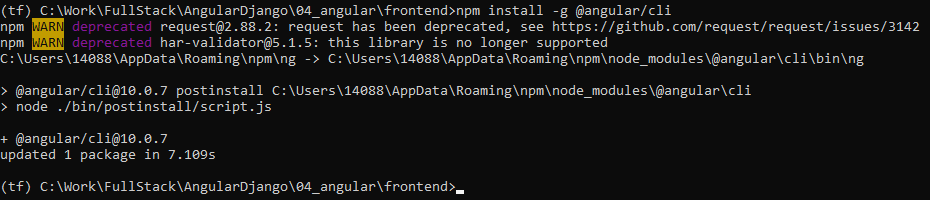 (tf) C:\Work\FullStack\AngularDjango\04_angular\frontend>npm install -g @angular/cli
npm WARN deprecated request@2.88.2: request has been deprecated, see https://github.com/request/request/issues/3142
npm WARN deprecated har-validator@5.1.5: this library is no longer supported
C:\Users\14088\AppData\Roaming\npm\ng -> C:\Users\14088\AppData\Roaming\npm\node_modules\@angular\cli\bin\ng
> @angular/cli@10.0.7 postinstall C:\Users\14088\AppData\Roaming\npm\node_modules\@angular\cli
> node ./bin/postinstall/script.js
+ @angular/cli@10.0.7
updated 1 package in 7.109s
(tf) C:\Work\FullStack\AngularDjango\04_angular\frontend>